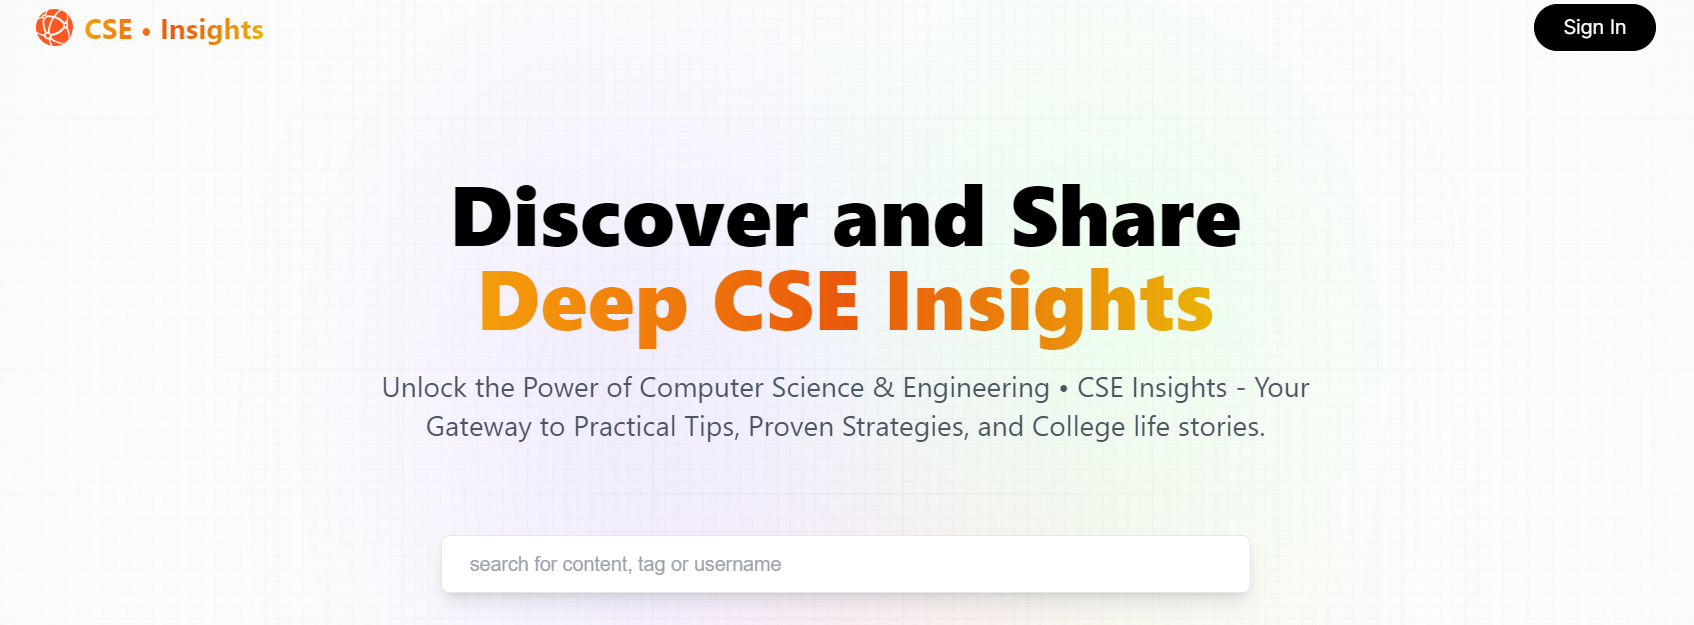 CSE • Insights
Sign In
Discover and Share
Deep CSE Insights
Unlock the Power of Computer Science & Engineering • CSE Insights - Your
Gateway to Practical Tips, Proven Strategies, and College life stories.
search for content, tag or username